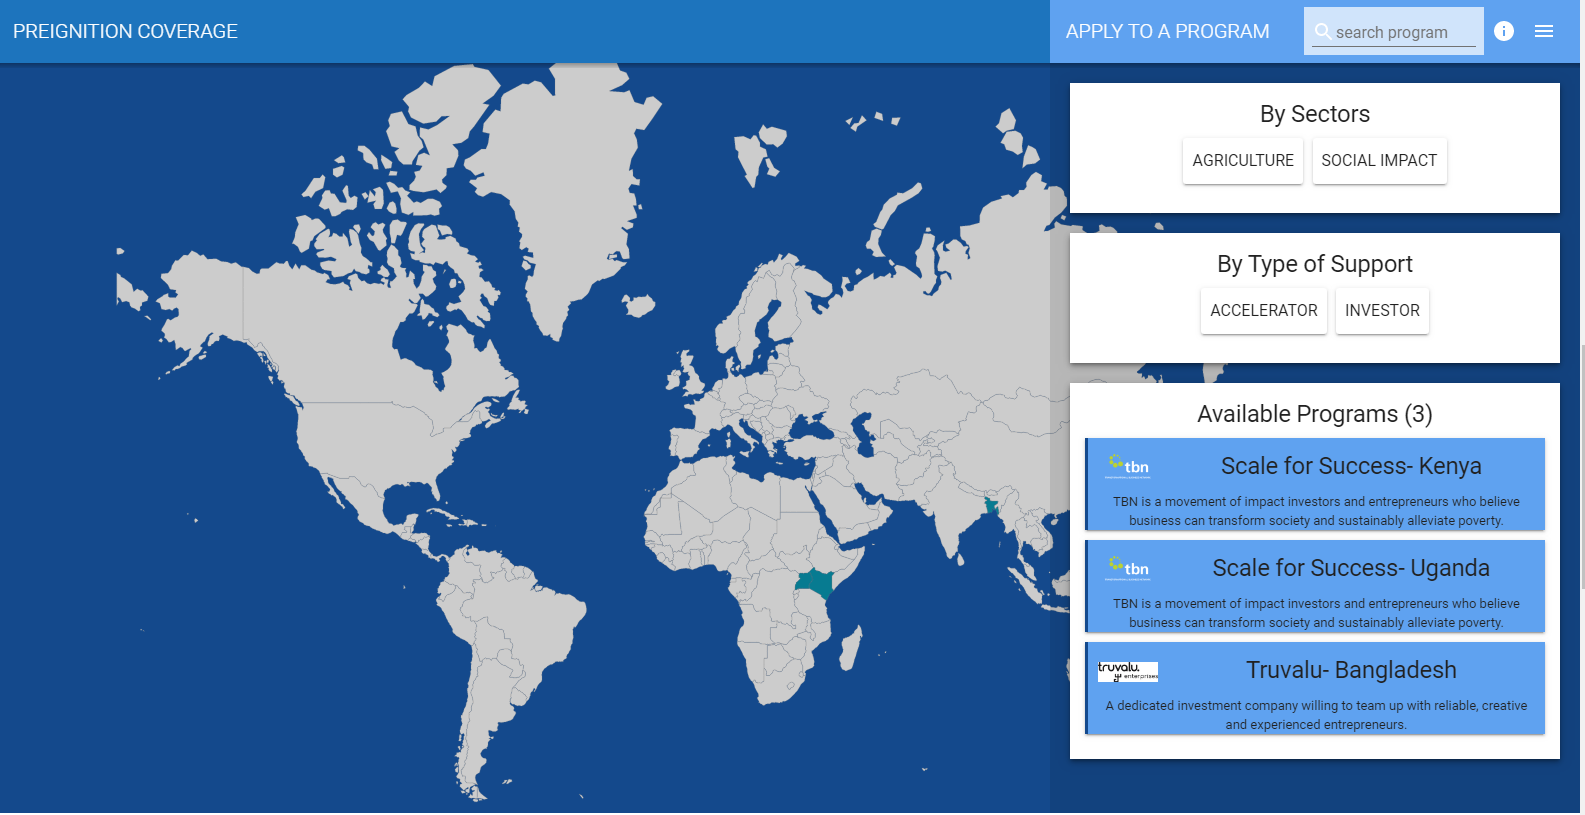 PREIGNITION COVERAGE
APPLY TO A PROGRAM
search program
By Sectors
AGRICULTURE
SOCIAL IMPACT
By Type of Support
ACCELERATOR
INVESTOR
Available Programs (3)
tbn
Scale for Success- Kenya
TBN is a movement of impact investors and entrepreneurs who believe
business can transform society and sustainably alleviate poverty.
tbn
Scale for Success- Uganda
TBN is a movement of impact investors and entrepreneurs who believe
business can transform society and sustainably alleviate poverty.
truvalu.
enterprises
Truvalu- Bangladesh
A dedicated investment company willing to team up with reliable, creative
and experienced entrepreneurs.